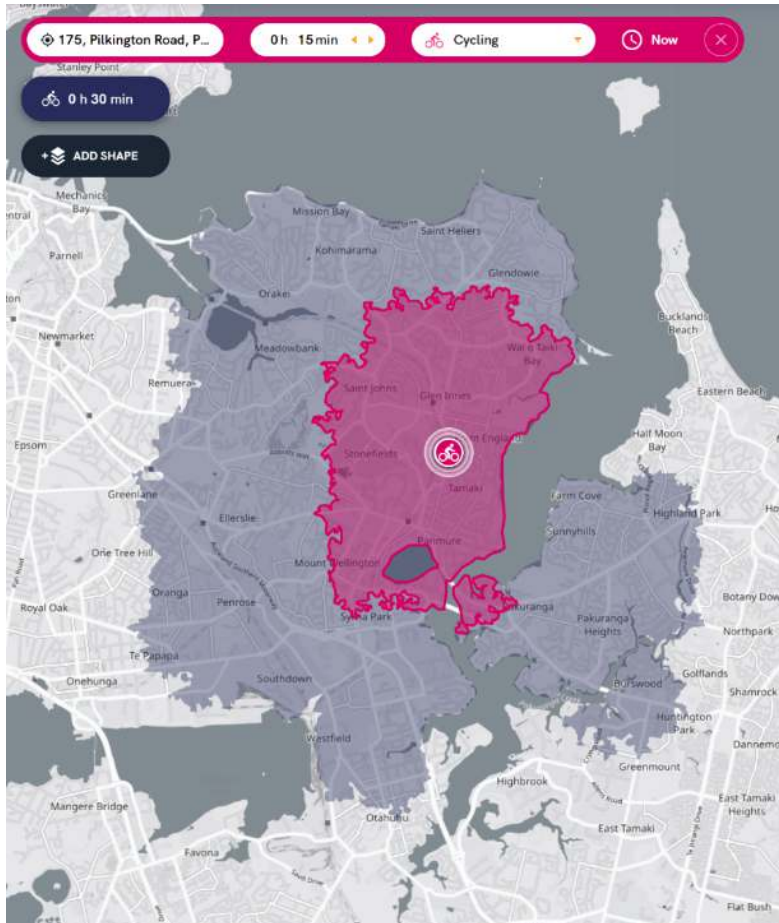 175, Pilkington Road, P...
0 h 15 min
Cycling
Now
Stanley Point
0 h 30 min
+ ADD SHAPE
Mechanics
Bay
Mission Bay
Saint Heliers
Kohimarama
Parnell
Glendowie
Orakei
Bucklands
Beach
Newmarket
Meadowbank
Wai o Taiki
Bay
Remuera
Saint Johns
Glen Innes
Eastern Beach
Epsom
England
Half Moon
Bay
Stonefields
Greenlane
Tamaki
Farm Cove
Highland Park
Ellerslie
Sunnyhills
Panmure
One Tree Hill
Mount Wellington
Oranga
Penrose
Pakuranga
Botany Dow
Royal Oak
Sylvia Park
Pakuranga
Heights
Northpark
Te Papapa
Golflands
Onehunga
Southdown
Burswood
Shamrock
Huntington
Park
Westfield
Dannemo
Greenmount
Highbrook
Mangere Bridge
Otahuhu
East Tamaki
East Tamaki
Heights
Favona
Flat Bush